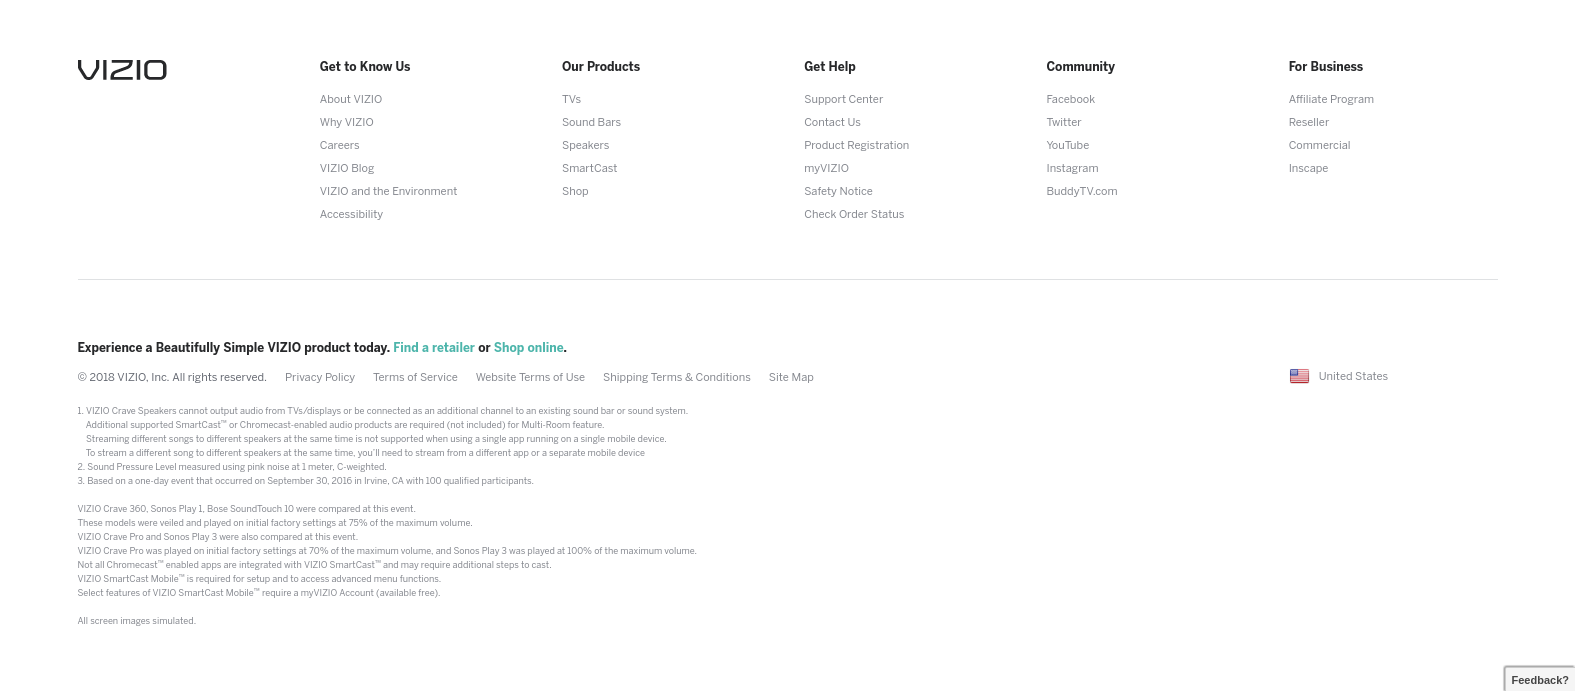 VIZIO
Get to Know Us
About VIZIO
Why VIZIO
Careers
VIZIO Blog
VIZIO and the Environment
Accessibility
Our Products
TVs
Sound Bars
Speakers
SmartCast
Shop
Get Help
Support Center
Contact Us
Product Registration
myVIZIO
Safety Notice
Check Order Status
Community
Facebook
Twitter
YouTube
Instagram
BuddyTV.com
For Business
Affiliate Program
Reseller
Commercial
Inscape
Experience a Beautifully Simple VIZIO product today. Find a retailer or Shop online.
© 2018 VIZIO, Inc. All rights reserved. Privacy Policy Terms of Service Website Terms of Use Shipping Terms & Conditions Site Map
United States
1. VIZIO Crave Speakers cannot output audio from TVs/displays or be connected as an additional channel to an existing sound bar or sound system.
Additional supported SmartCast™ or Chromecast-enabled audio products are required (not included) for Multi-Room feature.
Streaming different songs to different speakers at the same time is not supported when using a single app running on a single mobile device.
To stream a different song to different speakers at the same time, you'll need to stream from a different app or a separate mobile device
2. Sound Pressure Level measured using pink noise at 1 meter, C-weighted.
3. Based on a one-day event that occurred on September 30, 2016 in Irvine, CA with 100 qualified participants.
VIZIO Crave 360, Sonos Play 1, Bose SoundTouch 10 were compared at this event.
These models were veiled and played on initial factory settings at 75% of the maximum volume.
VIZIO Crave Pro and Sonos Play 3 were also compared at this event.
VIZIO Crave Pro was played on initial factory settings at 70% of the maximum volume, and Sonos Play 3 was played at 100% of the maximum volume.
Not all Chromecast™ enabled apps are integrated with VIZIO SmartCast™ and may require additional steps to cast.
VIZIO SmartCast Mobile™ is required for setup and to access advanced menu functions.
Select features of VIZIO SmartCast Mobile™ require a myVIZIO Account (available free).
All screen images simulated.
Feedback?